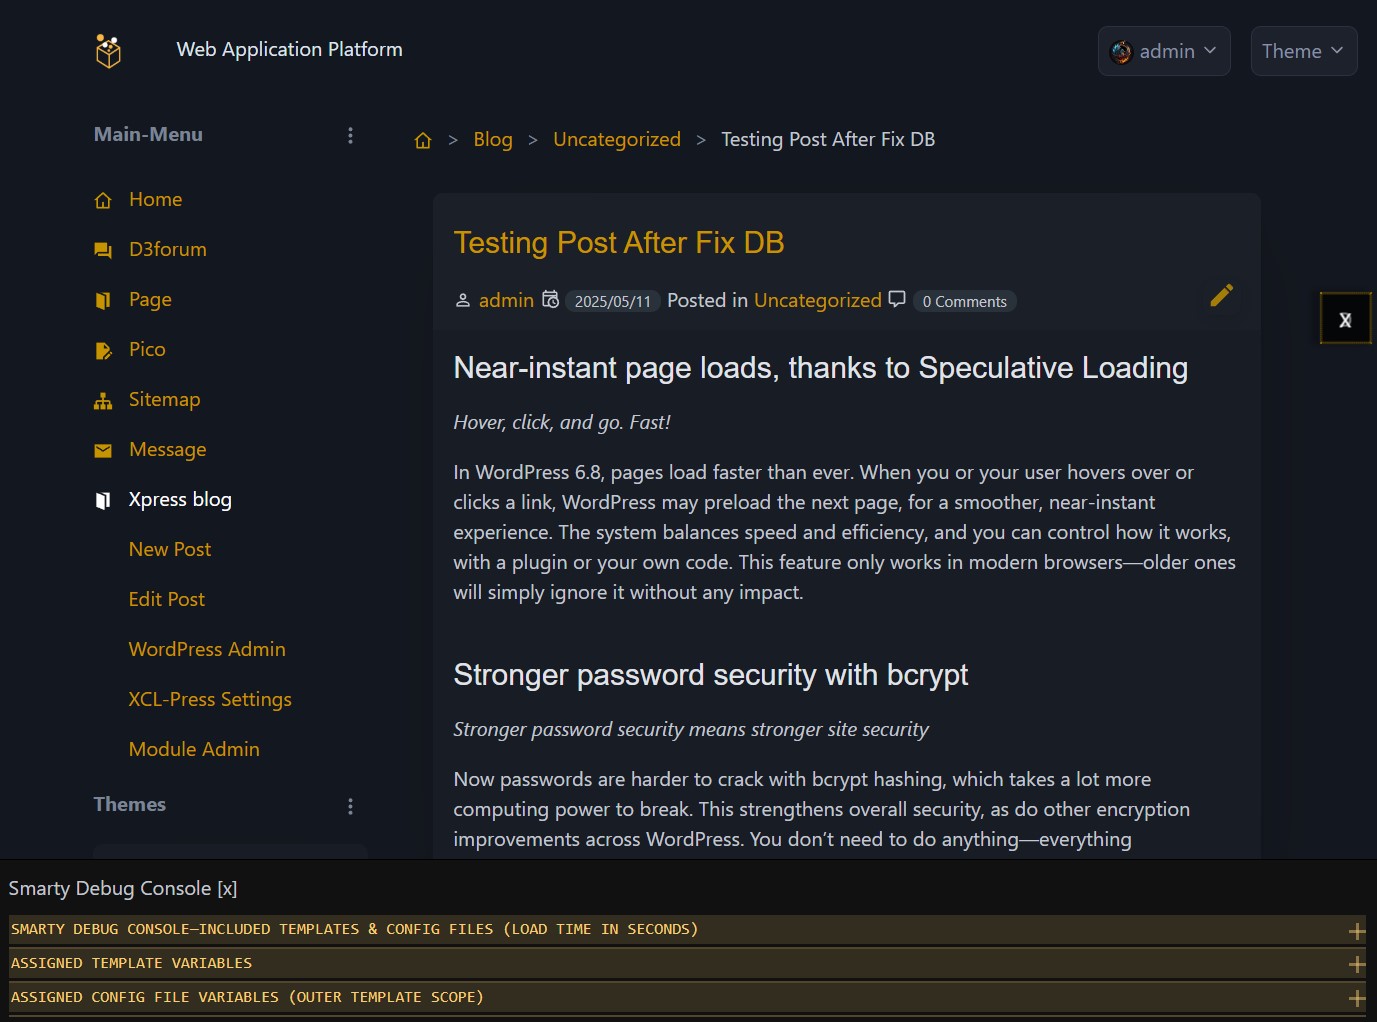 Web Application Platform
admin
Theme
Main-Menu
Home
D3forum
Page
Pico
Sitemap
Message
Xpress blog
New Post
Edit Post
WordPress Admin
XCL-Press Settings
Module Admin
Themes
> Blog > Uncategorized > Testing Post After Fix DB
Testing Post After Fix DB
admin 2025/05/11 Posted in Uncategorized 0 Comments
Near-instant page loads, thanks to Speculative Loading
Hover, click, and go. Fast!
In WordPress 6.8, pages load faster than ever. When you or your user hovers over or
clicks a link, WordPress may preload the next page, for a smoother, near-instant
experience. The system balances speed and efficiency, and you can control how it works,
with a plugin or your own code. This feature only works in modern browsers—older ones
will simply ignore it without any impact.
Stronger password security with bcrypt
Stronger password security means stronger site security
Now passwords are harder to crack with bcrypt hashing, which takes a lot more
computing power to break. This strengthens overall security, as do other encryption
improvements across WordPress. You don’t need to do anything—everything
X
Smarty Debug Console [x]
SMARTY DEBUG CONSOLE—INCLUDED TEMPLATES & CONFIG FILES (LOAD TIME IN SECONDS)
ASSIGNED TEMPLATE VARIABLES
ASSIGNED CONFIG FILE VARIABLES (OUTER TEMPLATE SCOPE)